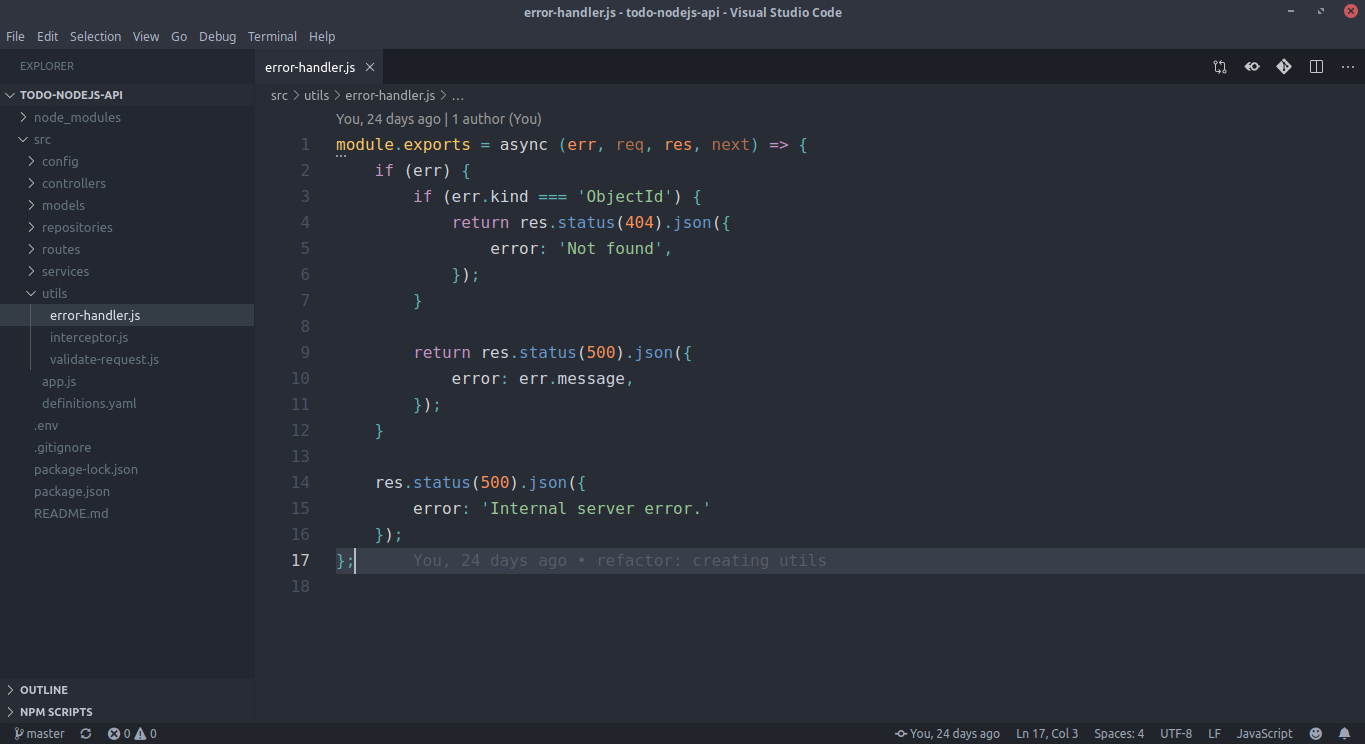 error-handler.js - todo-nodejs-api - Visual Studio Code
File Edit Selection View Go Debug Terminal Help
EXPLORER
TODO-NODEJS-API
node_modules
src
config
controllers
models
repositories
routes
services
utils
error-handler.js
interceptor.js
validate-request.js
app.js
definitions.yaml
.env
.gitignore
package-lock.json
package.json
README.md
OUTLINE
NPM SCRIPTS
error-handler.js
src > utils > error-handler.js > ...
You, 24 days ago | 1 author (You)
1 module.exports = async (err, req, res, next) => {
2     if (err) {
3         if (err.kind === 'ObjectId') {
4             return res.status(404).json({
5                 error: 'Not found',
6             });
7         }
8
9         return res.status(500).json({
10             error: err.message,
11         });
12     }
13
14     res.status(500).json({
15         error: 'Internal server error.'
16     });
17 };      You, 24 days ago • refactor: creating utils
18
master 0 0 You, 24 days ago Ln 17, Col 3 Spaces: 4 UTF-8 LF JavaScript